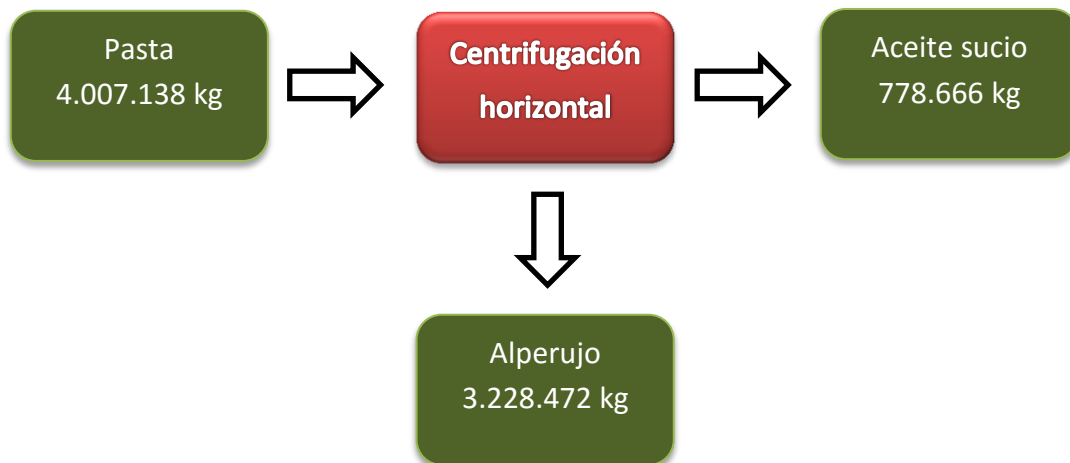 Pasta
4.007.138 kg
Centrifugación
horizontal
Aceite sucio
778.666 kg
Alperujo
3.228.472 kg